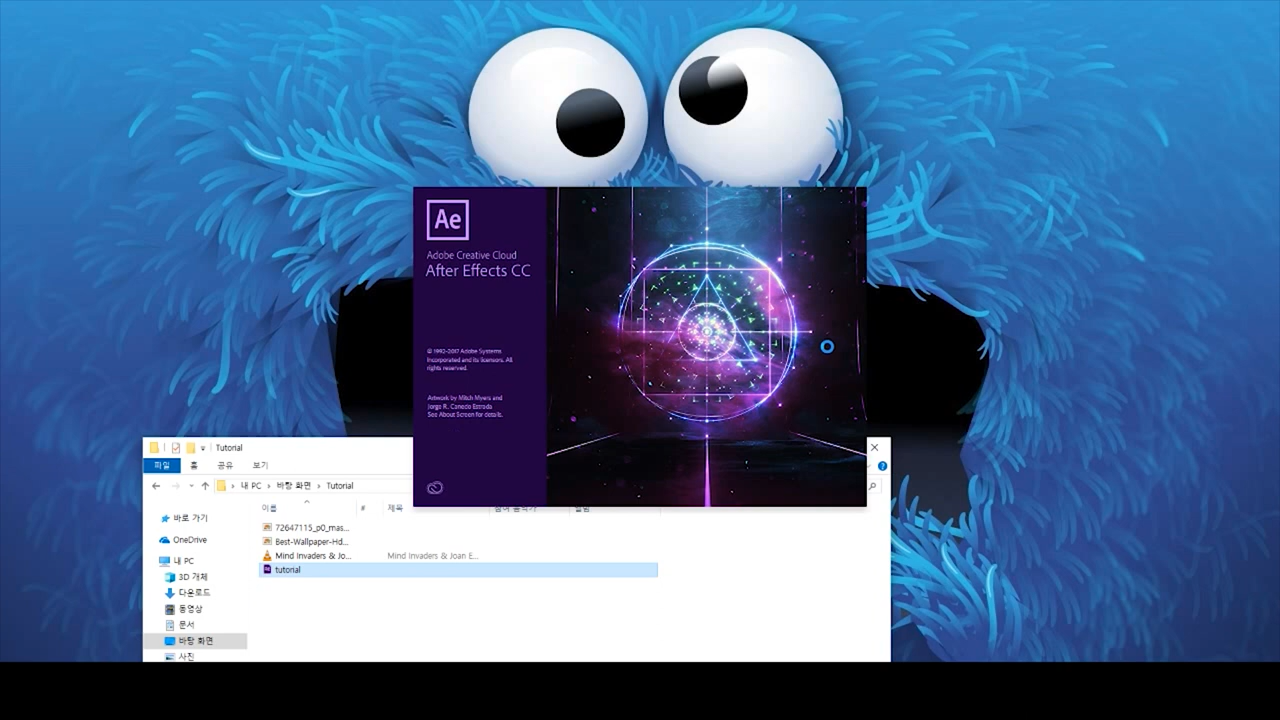 Ae
Adobe Creative Cloud
After Effects CC
© 1992-2017 Adobe Systems
Incorporated and its licensors. All
rights reserved.
Artwork by Mitch Myers and
Jorge R. Canedo Estrada
See About Screen for details.
Tutorial
파일 홈 공유 보기
내 PC > 바탕 화면 > Tutorial
이름 # 제목
바로 가기
OneDrive
내 PC
3D 개체
다운로드
동영상
문서
바탕 화면
사진
72647115_p0_mas...
Best-Wallpaper-Hd...
Mind Invaders & Jo... Mind Invaders & Joan E...
tutorial